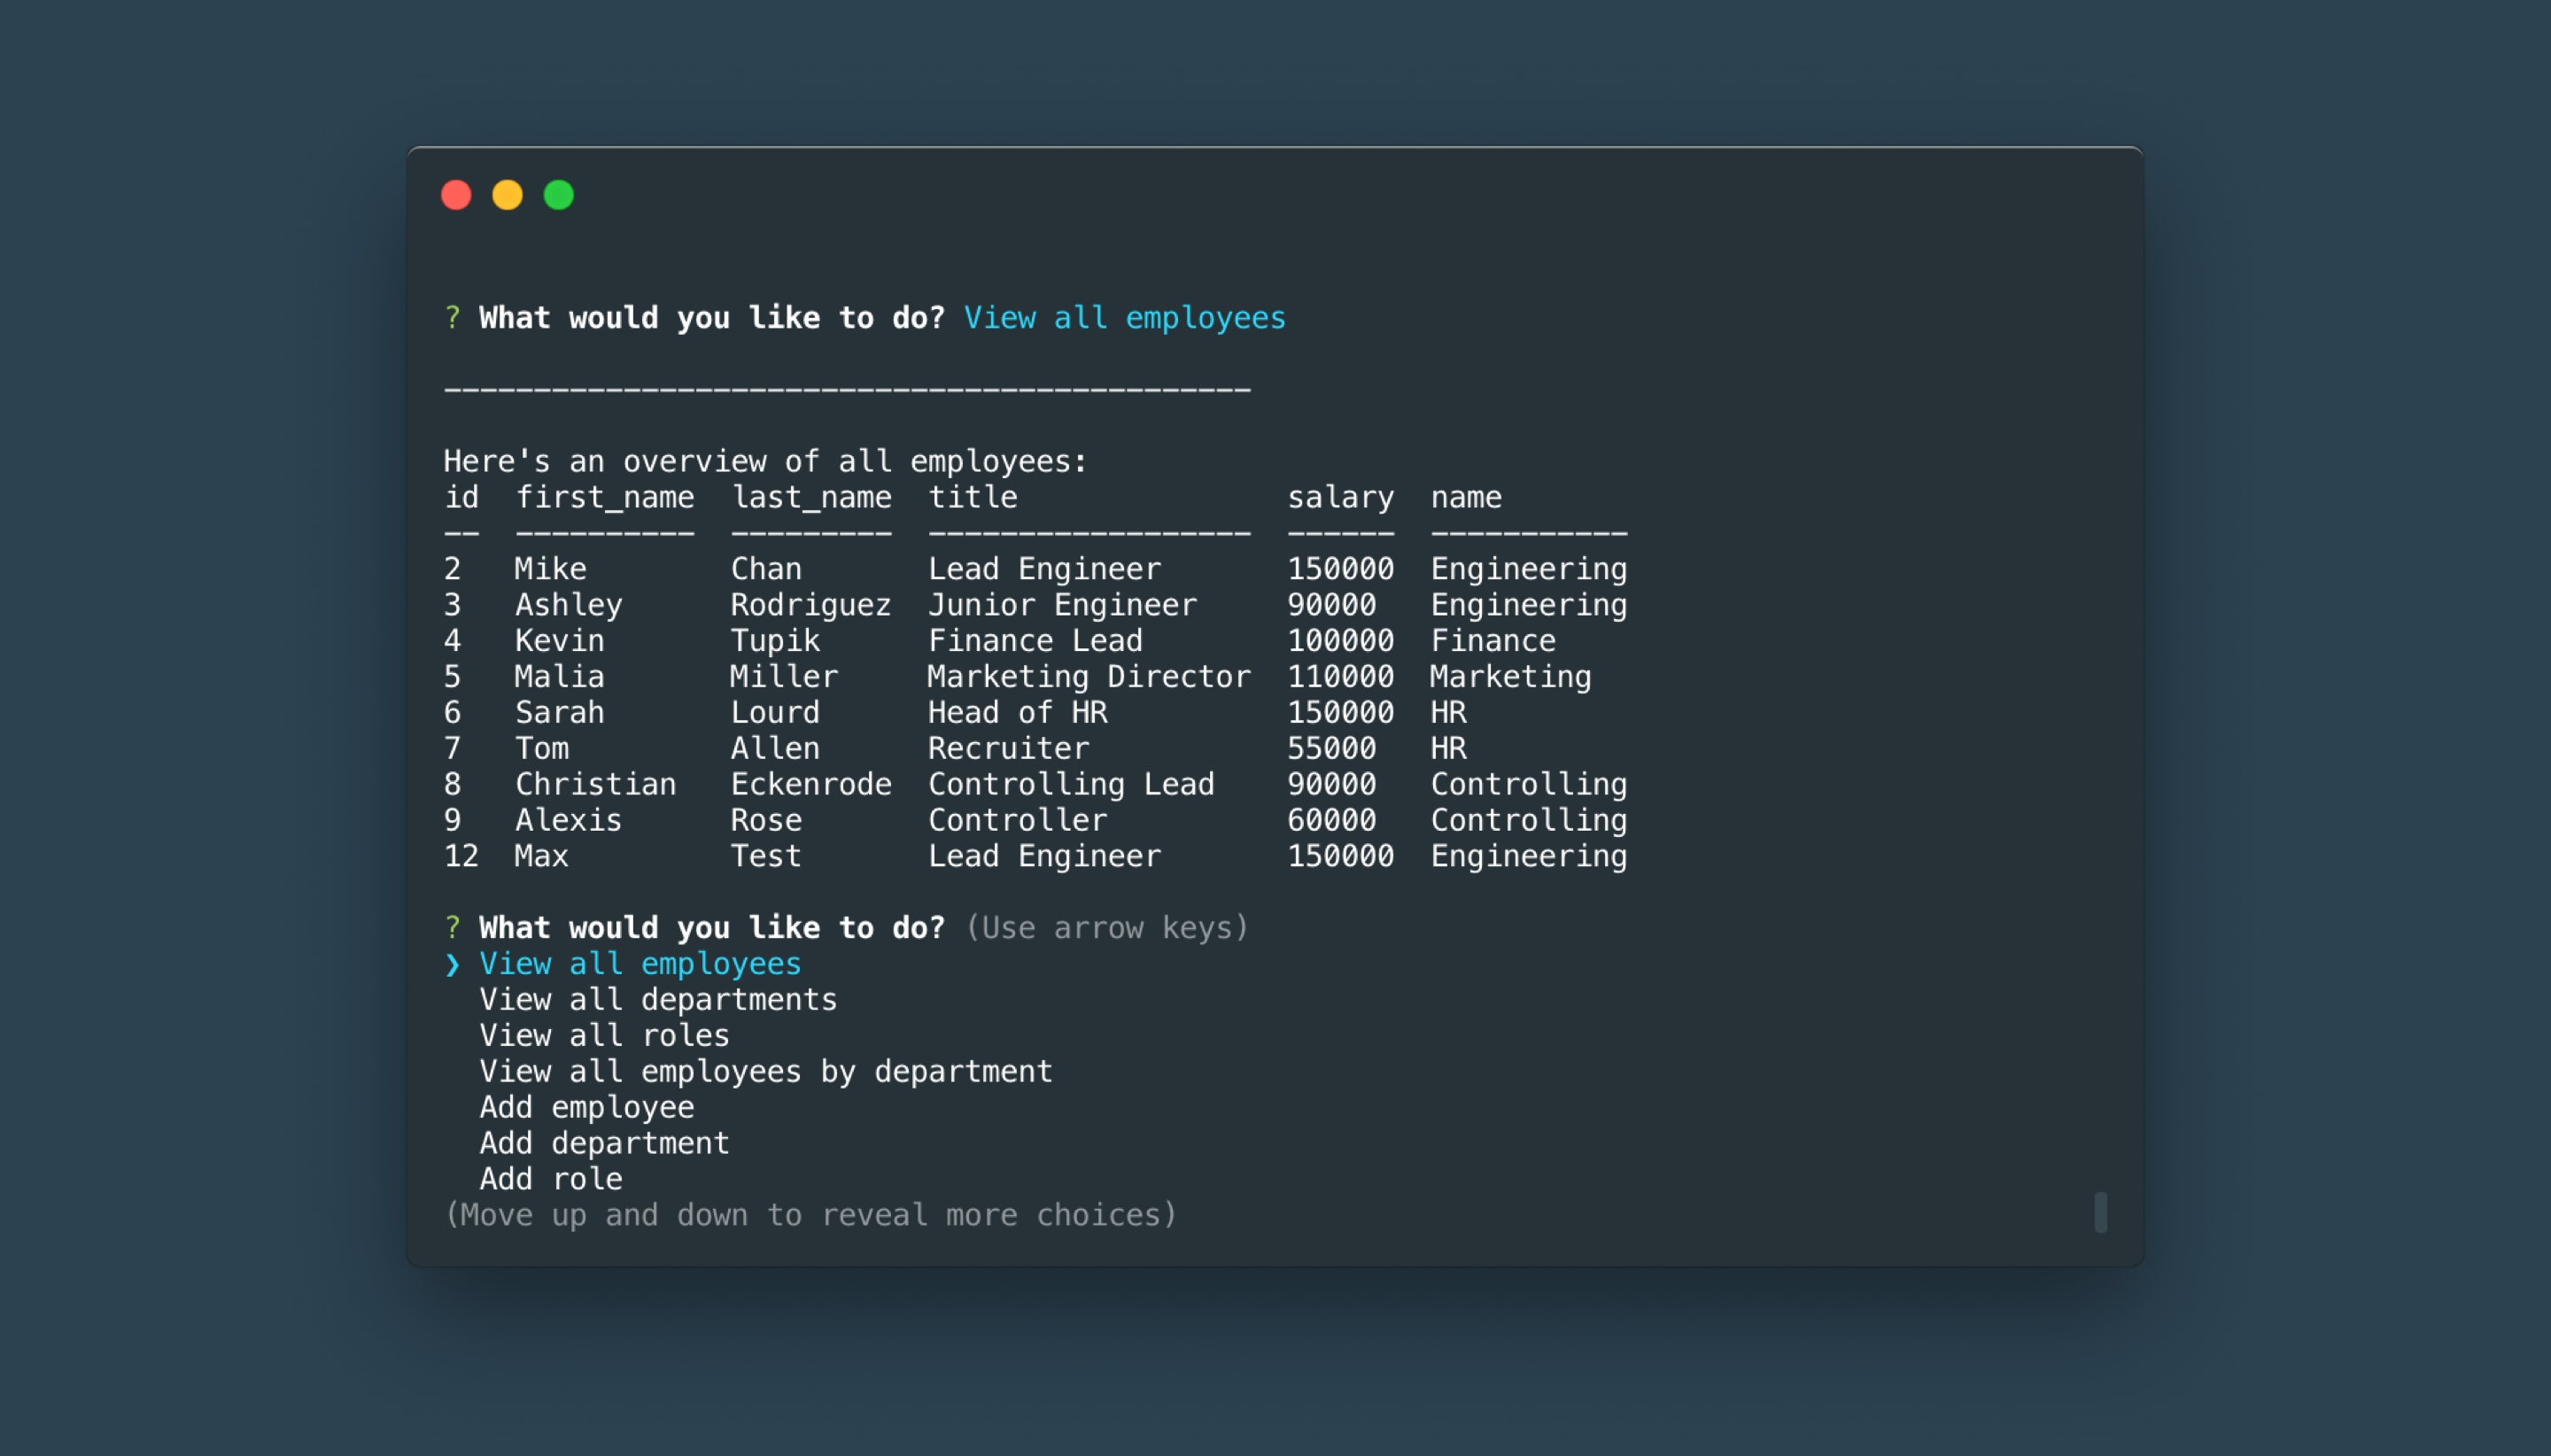 ? What would you like to do? View all employees
---------------------------------------------
Here's an overview of all employees:
id  first_name  last_name  title               salary  name
--  ----------  ---------  ------------------  ------  -----------
2   Mike        Chan       Lead Engineer       150000  Engineering
3   Ashley      Rodriguez  Junior Engineer     90000   Engineering
4   Kevin       Tupik      Finance Lead        100000  Finance
5   Malia       Miller     Marketing Director  110000  Marketing
6   Sarah       Lourd      Head of HR          150000  HR
7   Tom         Allen      Recruiter           55000   HR
8   Christian   Eckenrode  Controlling Lead    90000   Controlling
9   Alexis      Rose       Controller          60000   Controlling
12  Max         Test       Lead Engineer       150000  Engineering
? What would you like to do? (Use arrow keys)
❯ View all employees
  View all departments
  View all roles
  View all employees by department
  Add employee
  Add department
  Add role
(Move up and down to reveal more choices)